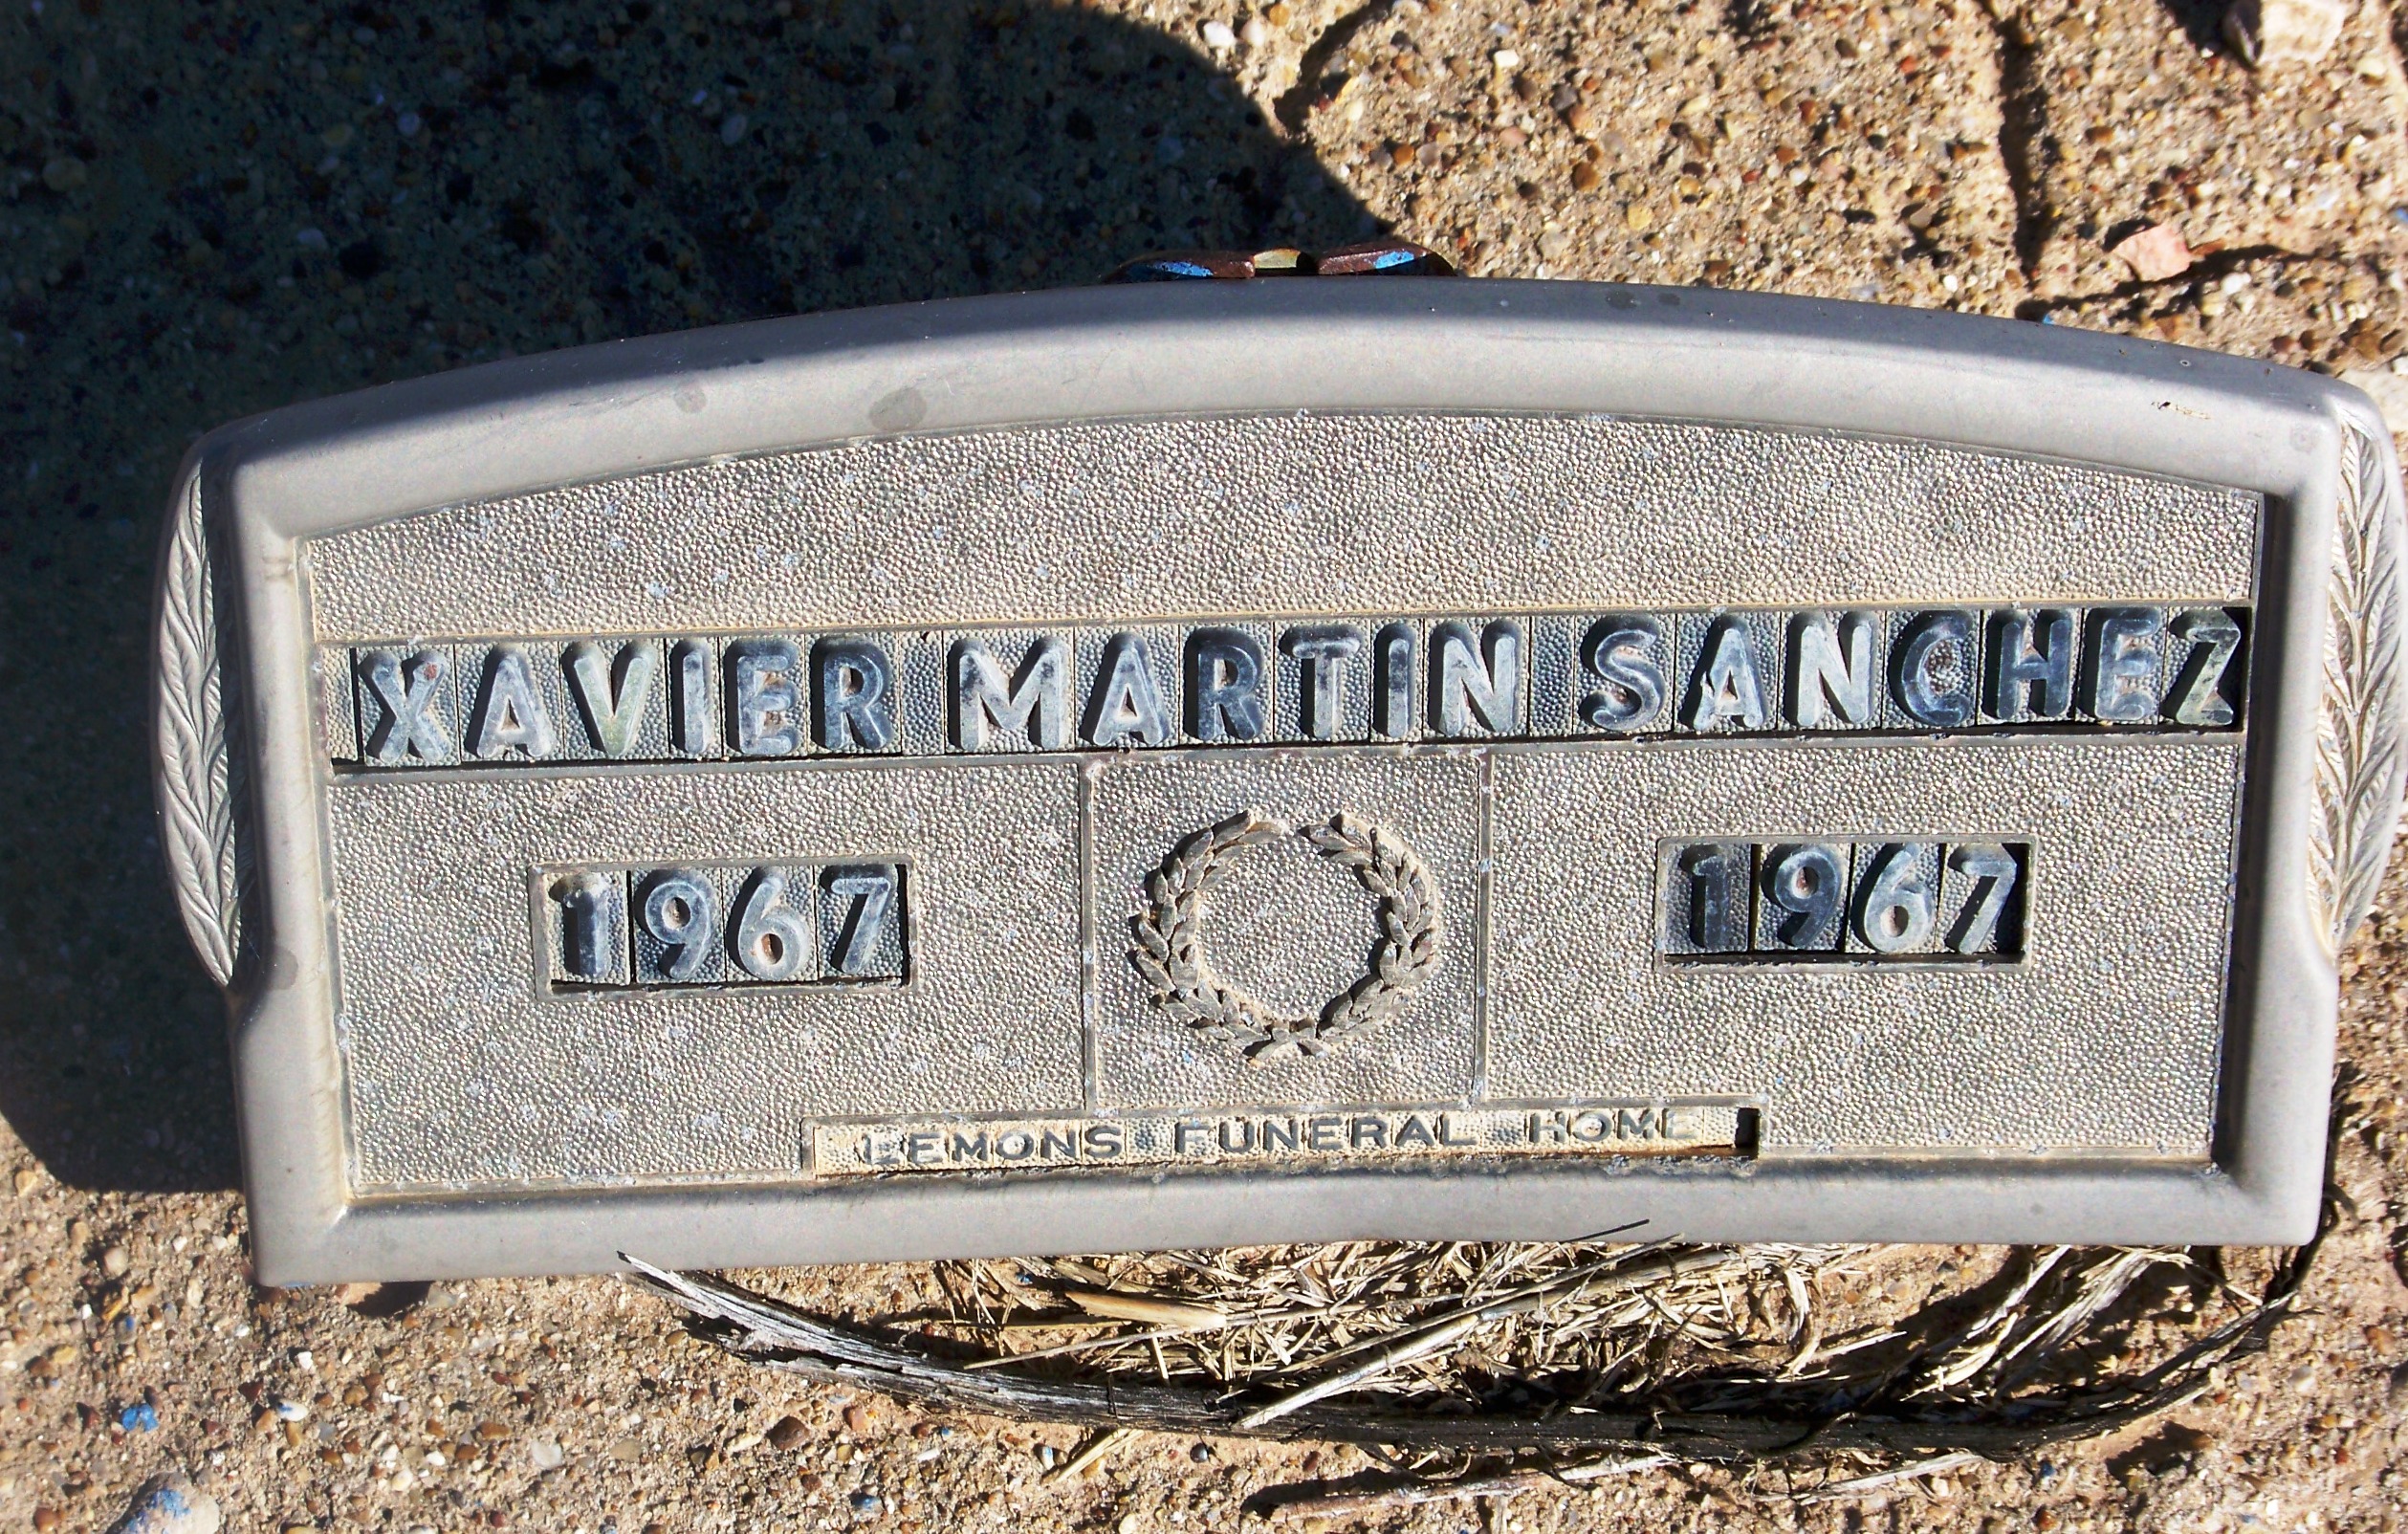 XAVIER MARTIN SANCHEZ
1967 1967
LEMONS FUNERAL HOME